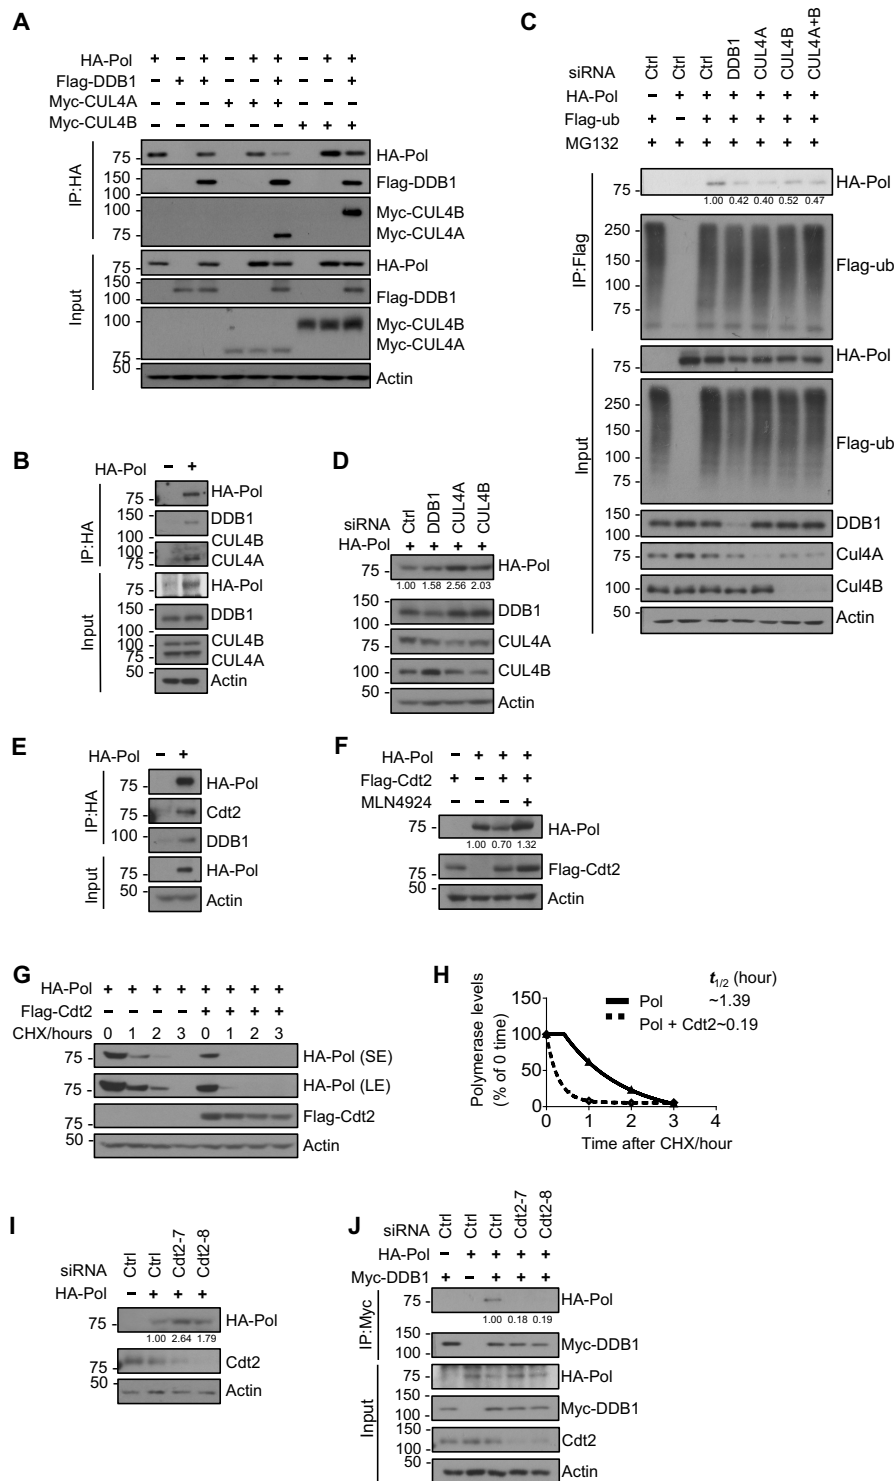 A
HA-Pol + – + – + + – + +
Flag-DDB1 – + + – – + – – +
Myc-CUL4A – – – + + + – – –
Myc-CUL4B – – – – – – + + +
IP:HA
75 - HA-Pol
150 -
100 - Flag-DDB1
100 - Myc-CUL4B
75 - Myc-CUL4A
Input
75 - HA-Pol
150 -
100 - Flag-DDB1
100 - Myc-CUL4B
75 - Myc-CUL4A
50 -
Actin
B
HA-Pol – +
IP:HA
75 - HA-Pol
150 - DDB1
100 -
100 - CUL4B
75 - CUL4A
Input
75 - HA-Pol
150 - DDB1
100 -
100 - CUL4B
75 - CUL4A
50 -
Actin
C
siRNA Ctrl Ctrl Ctrl DDB1 CUL4A CUL4B CUL4A+B
HA-Pol – + + + + + +
Flag-ub + – + + + + +
MG132 + + + + + + +
IP:Flag
75 - HA-Pol
1.00 0.42 0.40 0.52 0.47
250 -
150 - Flag-ub
100 -
75 -
Input
75 - HA-Pol
250 -
150 - Flag-ub
100 -
75 -
150 - DDB1
100 -
75 - Cul4A
100 - Cul4B
50 - Actin
D
siRNA Ctrl DDB1 CUL4A CUL4B
HA-Pol + + + +
75 - HA-Pol
1.00 1.58 2.56 2.03
150 - DDB1
100 -
75 - CUL4A
100 - CUL4B
50 -
Actin
E
HA-Pol – +
IP:HA
75 - HA-Pol
75 - Cdt2
100 - DDB1
Input
75 - HA-Pol
50 -
Actin
F
HA-Pol – + + +
Flag-Cdt2 + – + +
MLN4924 – – – +
75 - HA-Pol
1.00 0.70 1.32
75 - Flag-Cdt2
50 -
Actin
G
HA-Pol + + + + + + + +
Flag-Cdt2 – – – – + + + +
CHX/hours 0 1 2 3 0 1 2 3
75 - HA-Pol (SE)
75 - HA-Pol (LE)
75 - Flag-Cdt2
50 -
Actin
H
t1/2 (hour)
Pol ~1.39
Pol + Cdt2~0.19
Polymerase levels
(% of 0 time)
150
100
50
0
0 1 2 3 4
Time after CHX/hour
I
siRNA Ctrl Ctrl Cdt2-7 Cdt2-8
HA-Pol – + + +
75 - HA-Pol
1.00 2.64 1.79
75 - Cdt2
50 -
Actin
J
siRNA Ctrl Ctrl Ctrl Cdt2-7 Cdt2-8
HA-Pol – + + + +
Myc-DDB1 + – + + +
IP:Myc
75 - HA-Pol
1.00 0.18 0.19
150 - Myc-DDB1
100 -
Input
75 - HA-Pol
150 - Myc-DDB1
100 -
100 - Cdt2
75 -
50 -
Actin